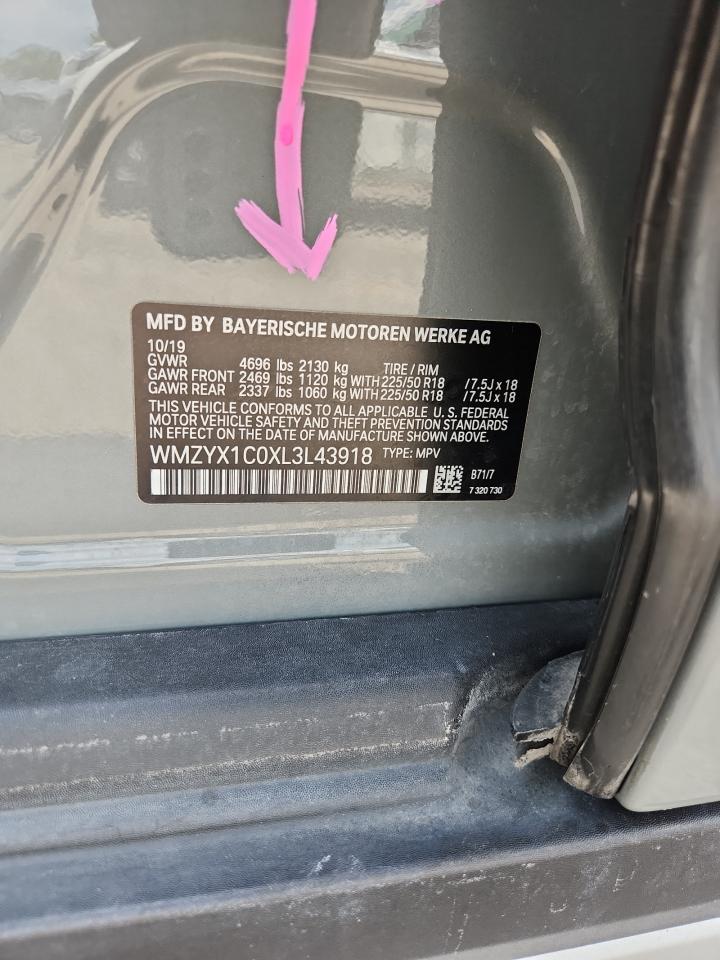 MFD BY BAYERISCHE MOTOREN WERKE AG
10/19
GVWR 4696 lbs 2130 kg TIRE / RIM
GAWR FRONT 2469 lbs 1120 kg WITH 225/50 R18 /7.5J x 18
GAWR REAR 2337 lbs 1060 kg WITH 225/50 R18 /7.5J x 18
THIS VEHICLE CONFORMS TO ALL APPLICABLE U. S. FEDERAL
MOTOR VEHICLE SAFETY AND THEFT PREVENTION STANDARDS
IN EFFECT ON THE DATE OF MANUFACTURE SHOWN ABOVE.
WMZYX1C0XL3L43918 TYPE: MPV
B71/7
7 320 730